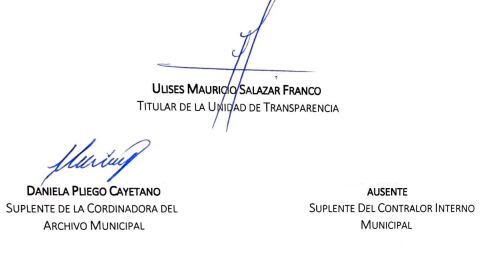 ULISES MAURICIO SALAZAR FRANCO
TITULAR DE LA UNIDAD DE TRANSPARENCIA
DANIELA PLIEGO CAYETANO
SUPLENTE DE LA CORDINADORA DEL
ARCHIVO MUNICIPAL
AUSENTE
SUPLENTE DEL CONTRALOR INTERNO
MUNICIPAL